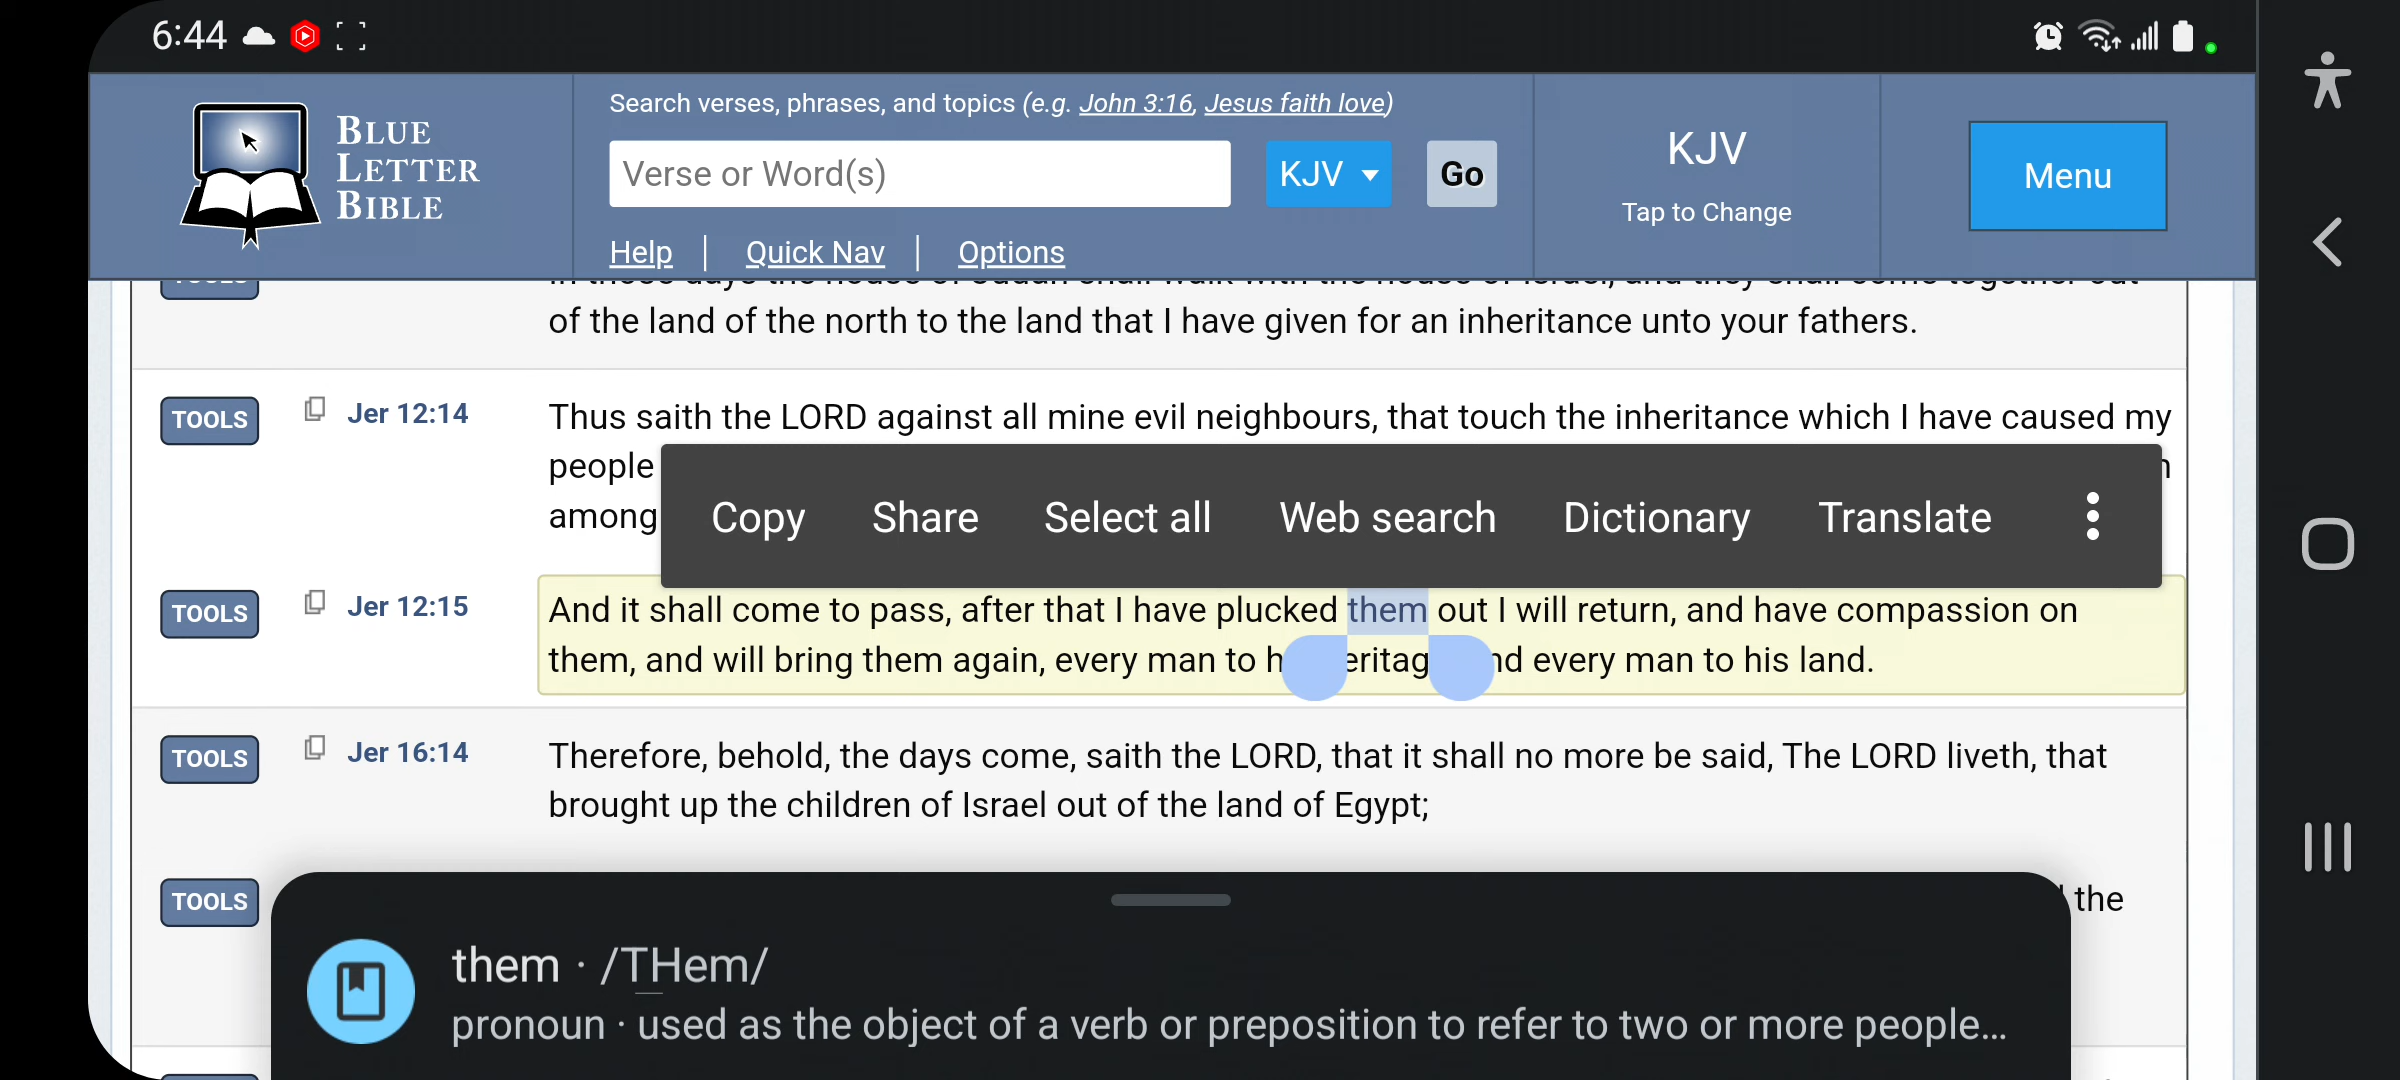 6:44
BLUE
LETTER
BIBLE
Search verses, phrases, and topics (e.g. John 3:16, Jesus faith love)
Verse or Word(s)
KJV
Go
Help | Quick Nav | Options
KJV
Tap to Change
Menu
of the land of the north to the land that I have given for an inheritance unto your fathers.
TOOLS Jer 12:14 Thus saith the LORD against all mine evil neighbours, that touch the inheritance which I have caused my
people
among
Copy Share Select all Web search Dictionary Translate
TOOLS Jer 12:15 And it shall come to pass, after that I have plucked them out I will return, and have compassion on
them, and will bring them again, every man to his heritage, and every man to his land.
TOOLS Jer 16:14 Therefore, behold, the days come, saith the LORD, that it shall no more be said, The LORD liveth, that
brought up the children of Israel out of the land of Egypt;
TOOLS the
them · /THem/
pronoun · used as the object of a verb or preposition to refer to two or more people...